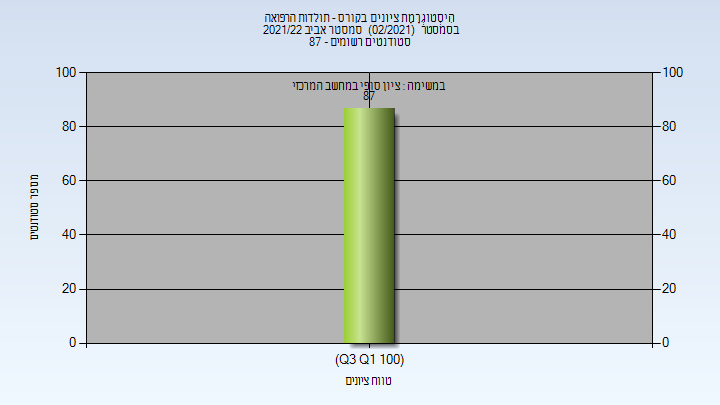 היסטוגרמת ציונים בקורס - תולדות הרפואה
בסמסטר (02/2021) סמסטר אביב 2021/22
סטודנטים רשומים - 87
במשימה : ציון סופי במחשב המרכזי
87
100
80
60
40
20
0
100
80
60
40
20
0
מספר סטודנטים
(Q3 Q1 100)
טווח ציונים